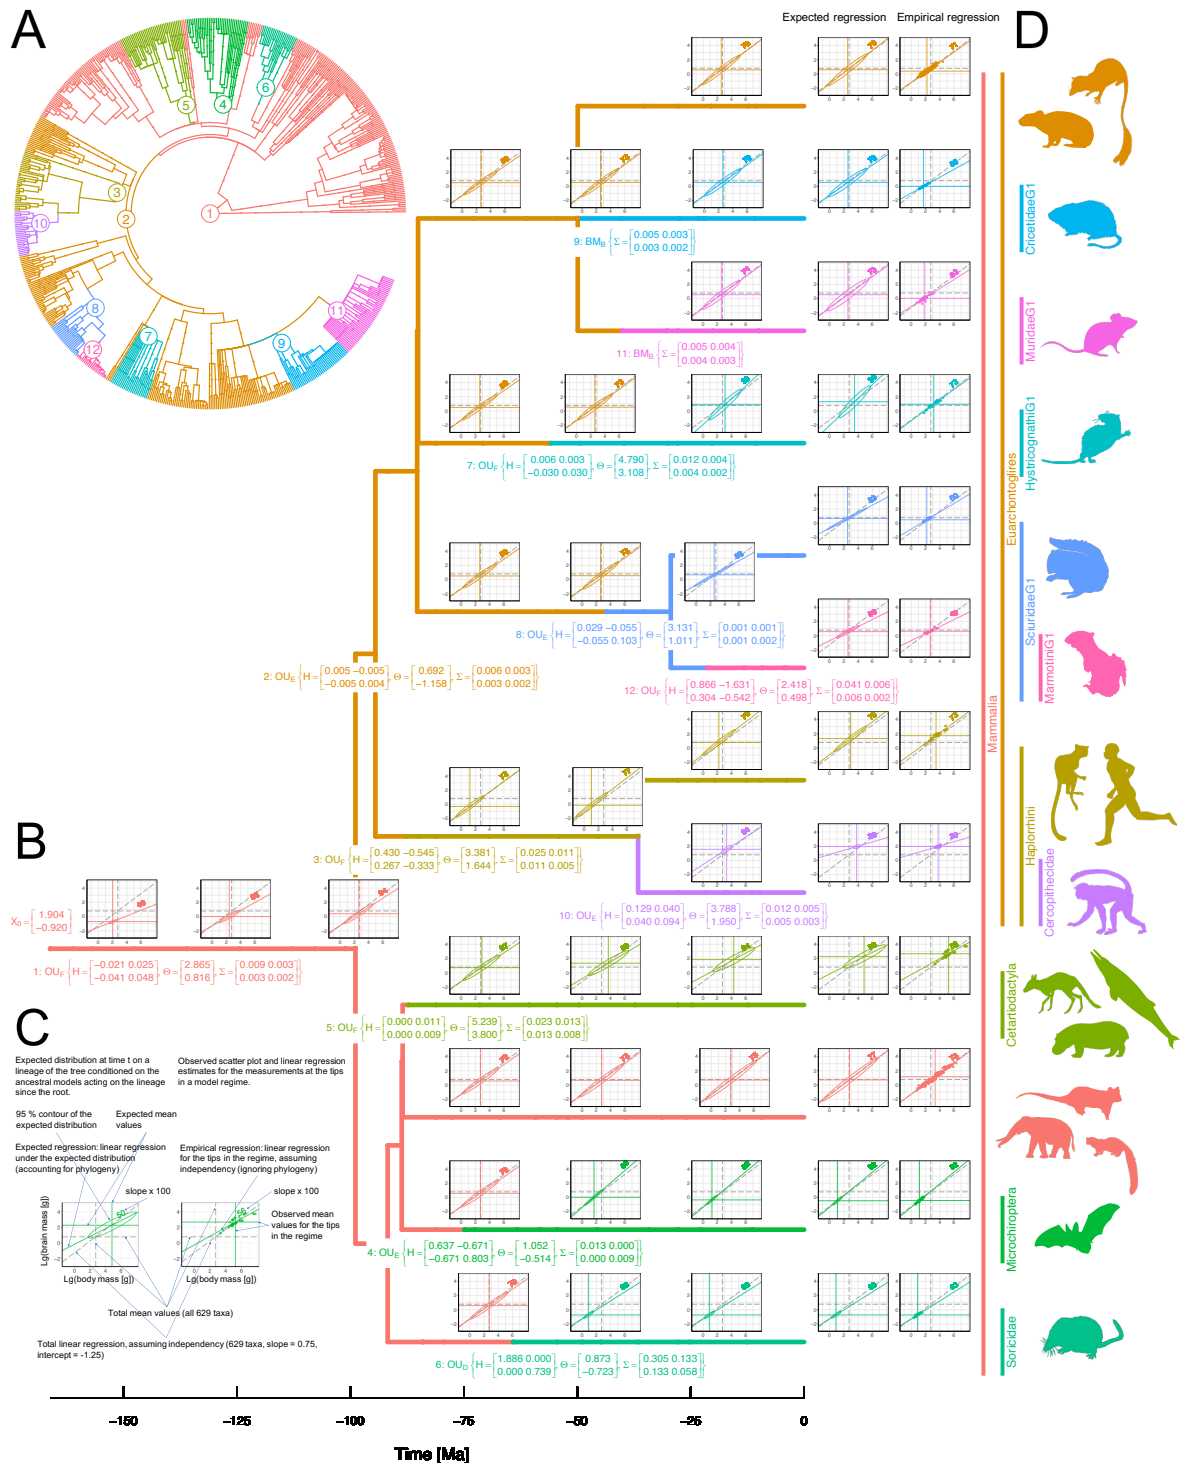 A
Expected regression
Empirical regression
D
1
2
3
4
5
6
7
8
9
10
11
12
9: BM_B {Σ = [0.005 0.003
0.003 0.002]}
11: BM_B {Σ = [0.005 0.004
0.004 0.003]}
7: OU_F {H = [0.006 0.003, Θ = [4.790, Σ = [0.012 0.004
−0.030 0.030] 3.108] 0.004 0.002]}
8: OU_E {H = [0.029 −0.055, Θ = [3.131, Σ = [0.001 0.001
−0.055 0.103] 1.011] 0.001 0.002]}
2: OU_E {H = [0.005 −0.005, Θ = [0.692, Σ = [0.006 0.003
−0.005 0.004] −1.158] 0.003 0.002]}
12: OU_F {H = [0.866 −1.631, Θ = [2.418, Σ = [0.041 0.006
0.304 −0.542] 0.498] 0.006 0.002]}
B
3: OU_F {H = [0.430 −0.545, Θ = [3.381, Σ = [0.025 0.011
0.267 −0.333] 1.644] 0.011 0.005]}
X_0 = [1.904
−0.920]
10: OU_E {H = [0.129 0.040, Θ = [3.788, Σ = [0.012 0.005
0.040 0.094] 1.950] 0.005 0.003]}
1: OU_F {H = [−0.021 0.025, Θ = [2.865, Σ = [0.009 0.003
−0.041 0.048] 0.816] 0.003 0.002]}
5: OU_F {H = [0.000 0.011, Θ = [5.239, Σ = [0.023 0.013
0.000 0.009] 3.800] 0.013 0.008]}
4: OU_E {H = [0.637 −0.671, Θ = [1.052, Σ = [0.013 0.000
−0.671 0.803] −0.514] 0.000 0.009]}
6: OU_D {H = [1.886 0.000, Θ = [0.873, Σ = [0.305 0.133
0.000 0.739] −0.723] 0.133 0.058]}
C
Expected distribution at time t on a
lineage of the tree conditioned on the
ancestral models acting on the lineage
since the root.
Observed scatter plot and linear regression
estimates for the measurements at the tips
in a model regime.
95 % contour of the
expected distribution
Expected mean
values
Expected regression: linear regression
under the expected distribution
(accounting for phylogeny)
Empirical regression: linear regression
for the tips in the regime, assuming
independency (ignoring phylogeny)
slope x 100
slope x 100
Observed mean
values for the tips
in the regime
Lg(brain mass [g])
Lg(body mass [g])
Lg(body mass [g])
Total mean values (all 629 taxa)
Total linear regression, assuming independency (629 taxa, slope = 0.75,
intercept = -1.25)
−150
−125
−100
−75
−50
−25
0
Time [Ma]
Mammalia
Euarchontoglires
CricetidaeG1
MuridaeG1
HystricognathiG1
SciuridaeG1
MarmotiniG1
Haplorrhini
Cercopithecidae
Cetartiodactyla
Microchiroptera
Soricidae